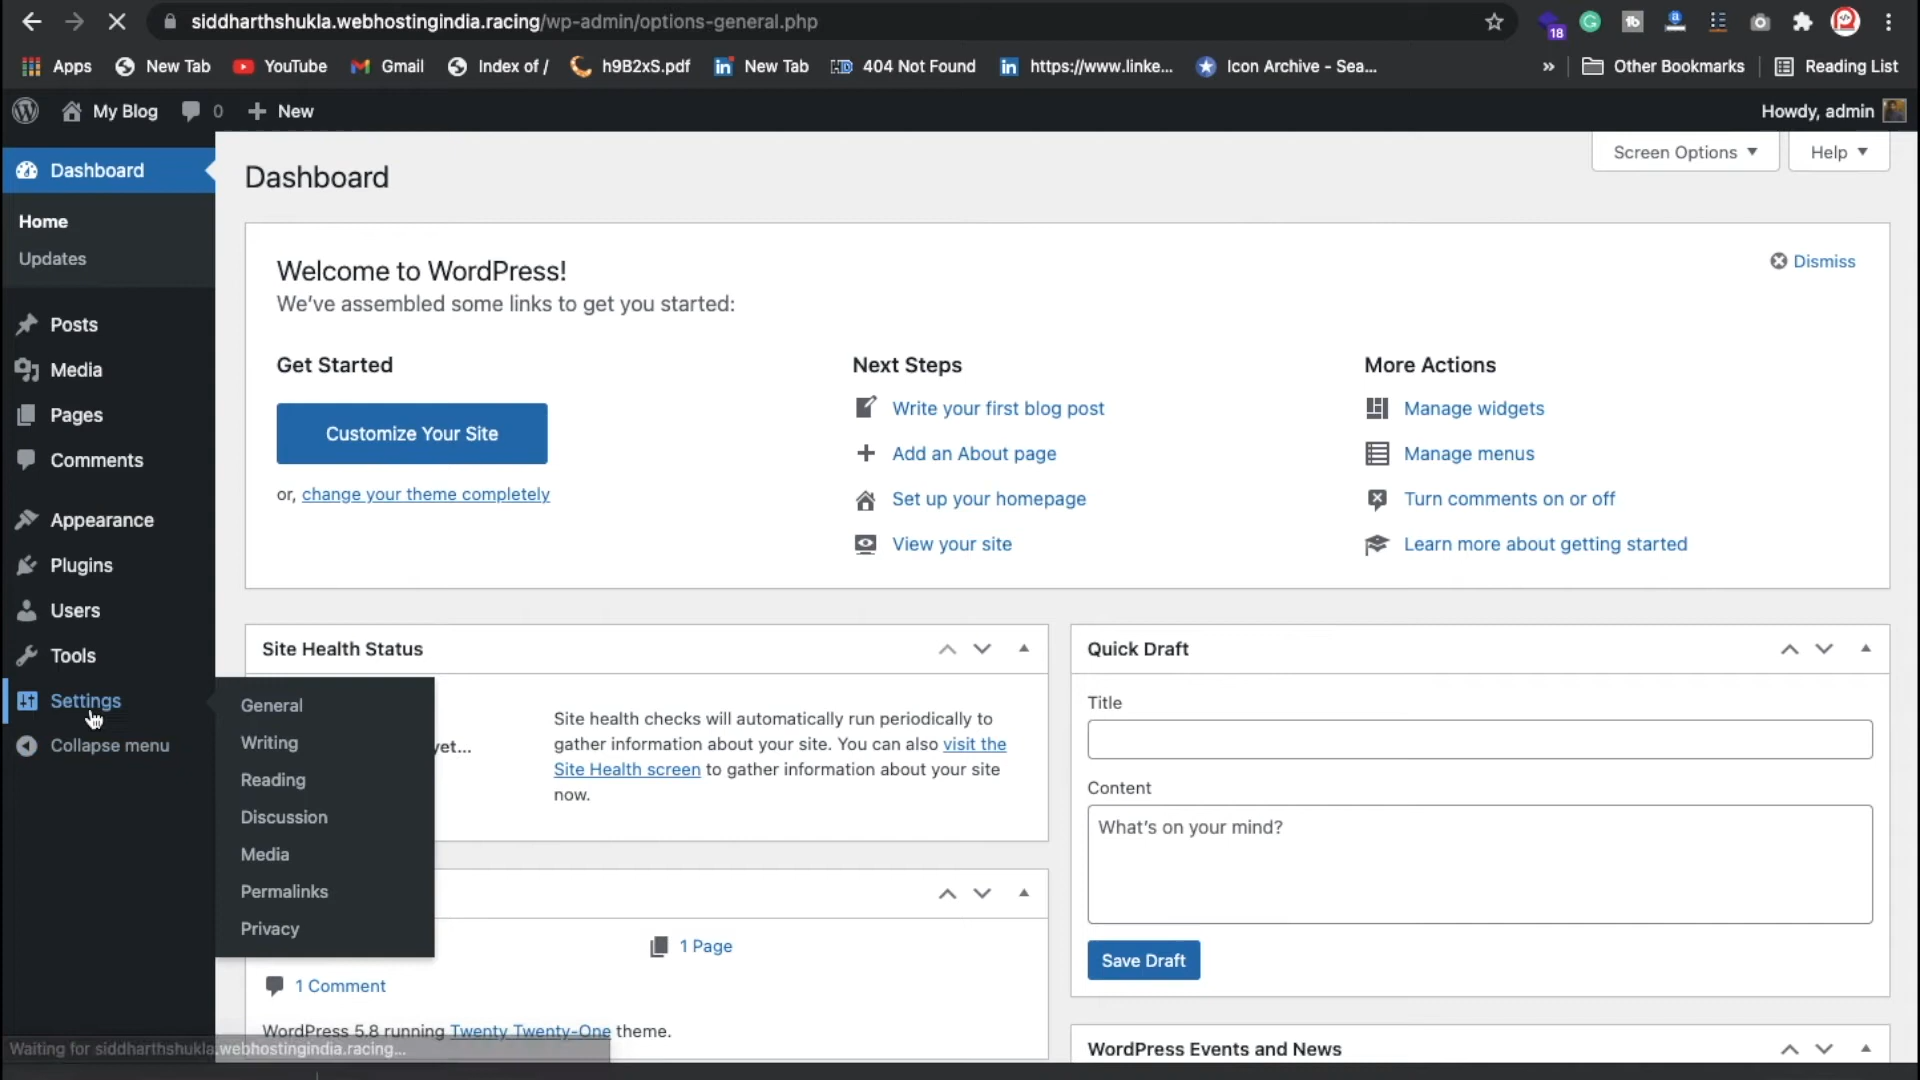 siddharthshukla.webhostingindia.racing/wp-admin/options-general.php
18
Apps New Tab YouTube Gmail Index of / h9B2xS.pdf New Tab 404 Not Found https://www.linke... Icon Archive - Sea... » Other Bookmarks Reading List
My Blog 0 New Howdy, admin
Dashboard
Home
Updates
Posts
Media
Pages
Comments
Appearance
Plugins
Users
Tools
Settings
Collapse menu
General
Writing
Reading
Discussion
Media
Permalinks
Privacy
Screen Options Help
Dashboard
Welcome to WordPress!
Dismiss
We've assembled some links to get you started:
Get Started
Customize Your Site
or, change your theme completely
Next Steps
Write your first blog post
Add an About page
Set up your homepage
View your site
More Actions
Manage widgets
Manage menus
Turn comments on or off
Learn more about getting started
Site Health Status
yet...
Site health checks will automatically run periodically to
gather information about your site. You can also visit the
Site Health screen to gather information about your site
now.
1 Page
1 Comment
WordPress 5.8 running Twenty Twenty-One theme.
Quick Draft
Title
Content
What's on your mind?
Save Draft
WordPress Events and News
Waiting for siddharthshukla.webhostingindia.racing...